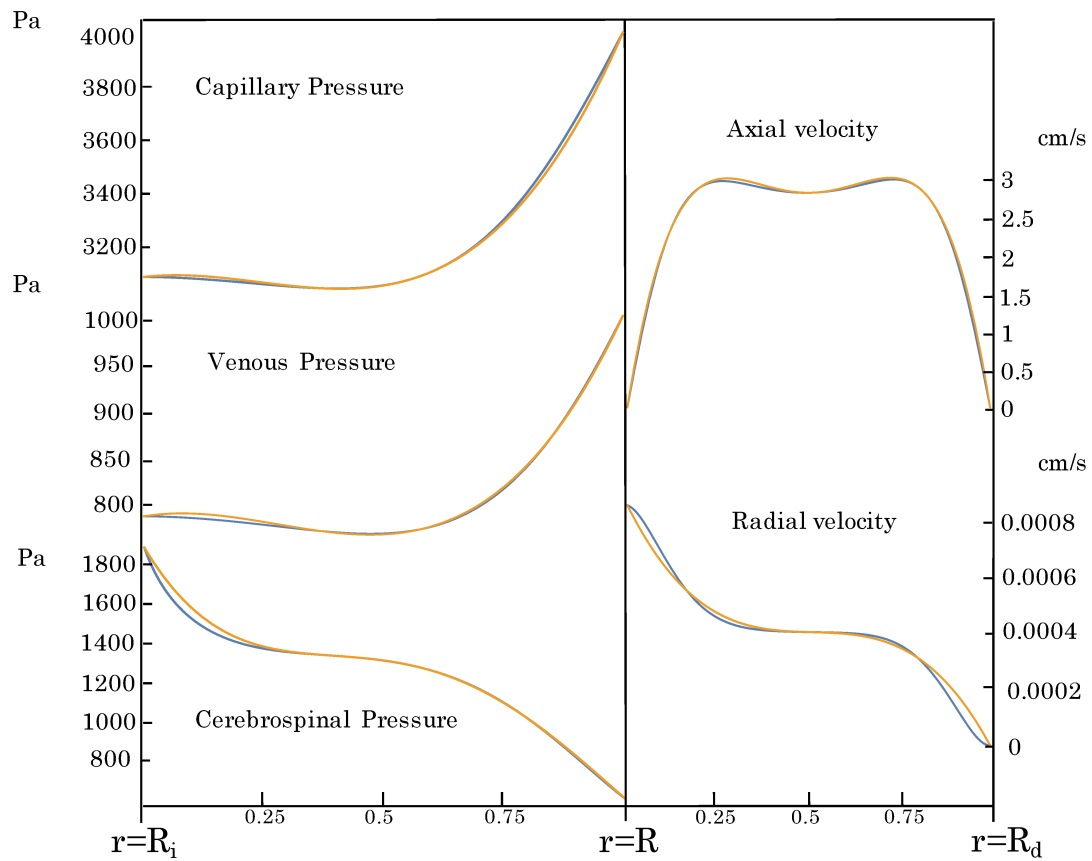 Pa
4000
3800
Capillary Pressure
3600
3400
3200
Pa
1000
950
Venous Pressure
900
850
800
Pa
1800
1600
1400
1200
Cerebrospinal Pressure
1000
800
0.25 0.5 0.75
Axial velocity
cm/s
3
2.5
2
1.5
1
0.5
0
cm/s
Radial velocity
0.0008
0.0006
0.0004
0.0002
0
0.25 0.5 0.75
r=Ri r=R r=Rd